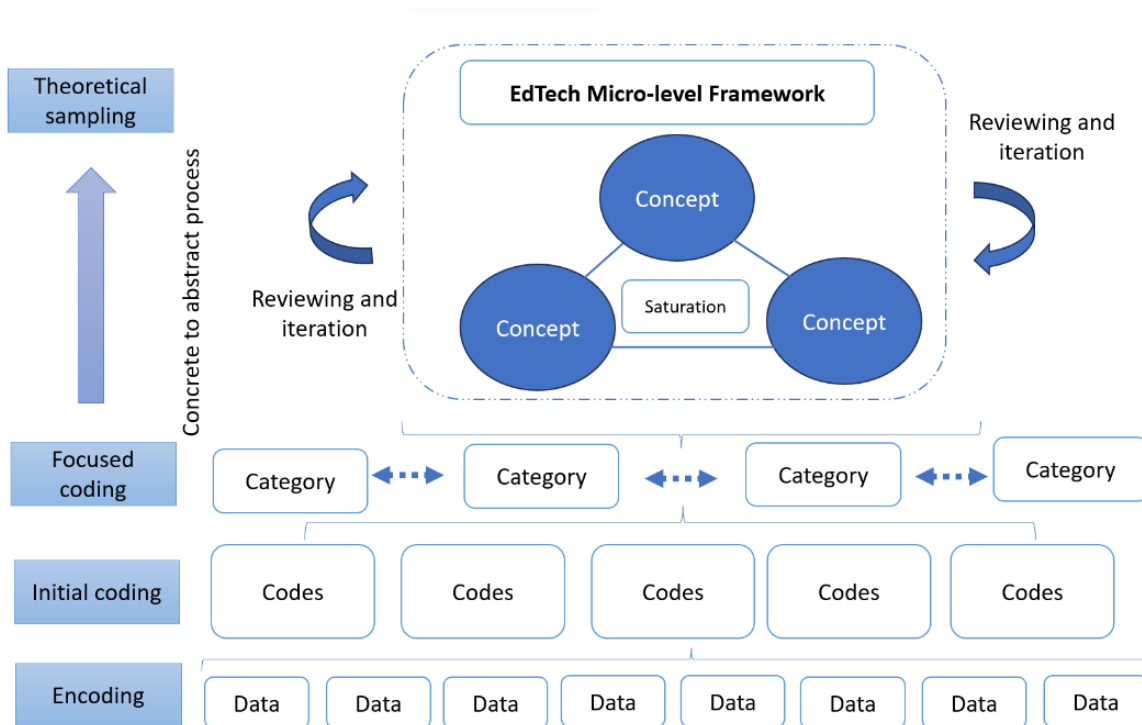 Theoretical
sampling
EdTech Micro-level Framework
Reviewing and
iteration
Concept
Concrete to abstract process
Reviewing and
iteration
Concept
Saturation
Concept
Focused
coding
Category
Category
Category
Category
Initial coding
Codes
Codes
Codes
Codes
Codes
Encoding
Data
Data
Data
Data
Data
Data
Data
Data